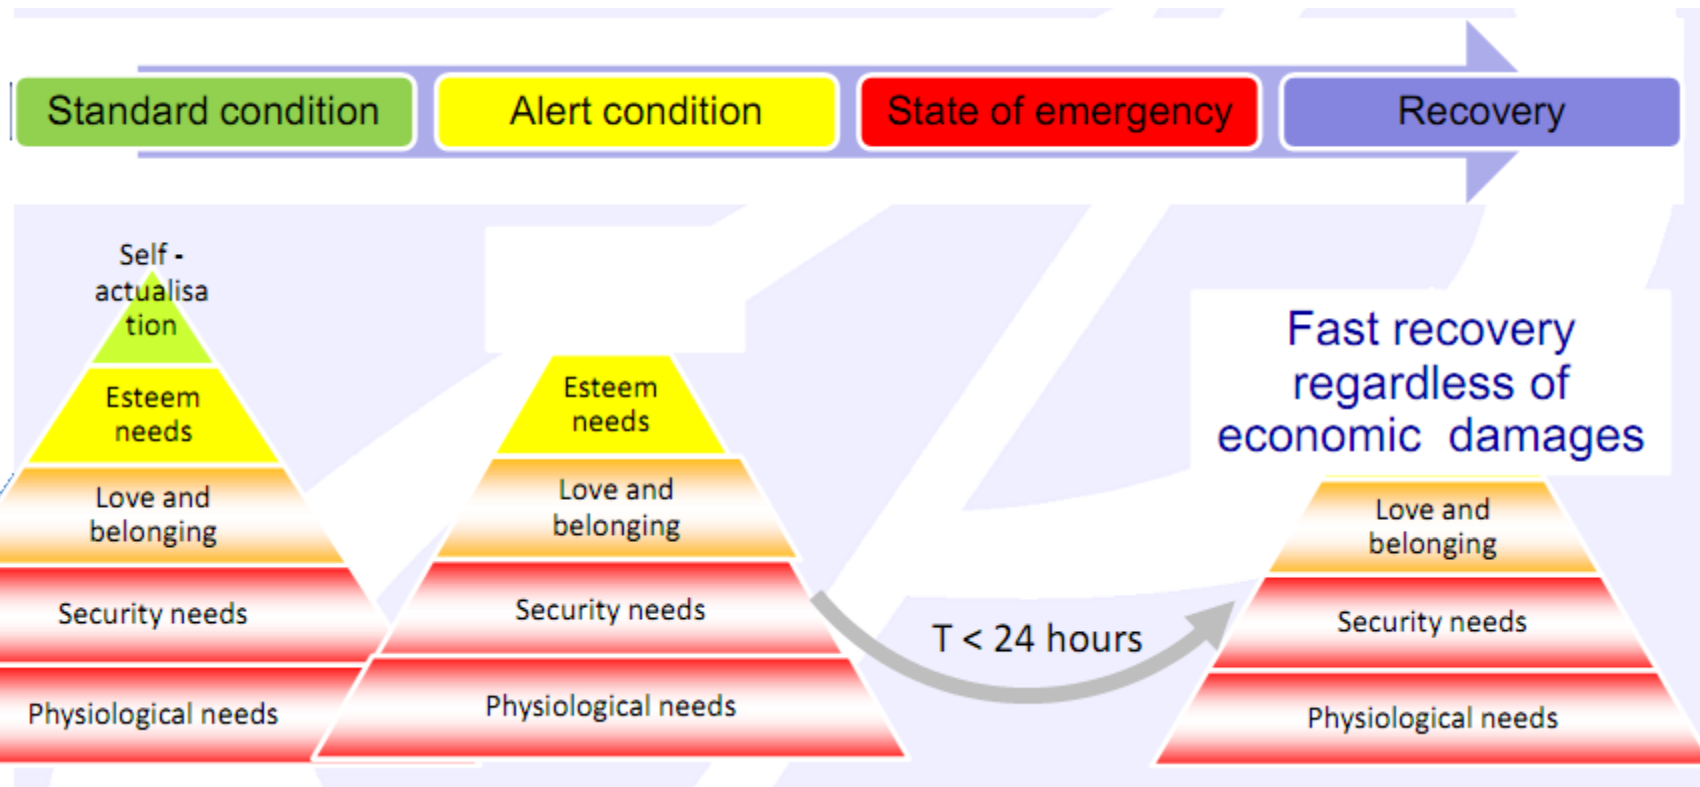 Standard condition
Alert condition
State of emergency
Recovery
Self -
actualisa
tion
Esteem
needs
Love and
belonging
Security needs
Physiological needs
Esteem
needs
Love and
belonging
Security needs
Physiological needs
T < 24 hours
Fast recovery
regardless of
economic damages
Love and
belonging
Security needs
Physiological needs